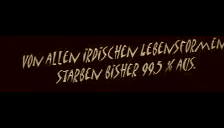 VON ALLEN IRDISCHEN LEBENSFORMEN
STARBEN BISHER 99,5 % AUS.